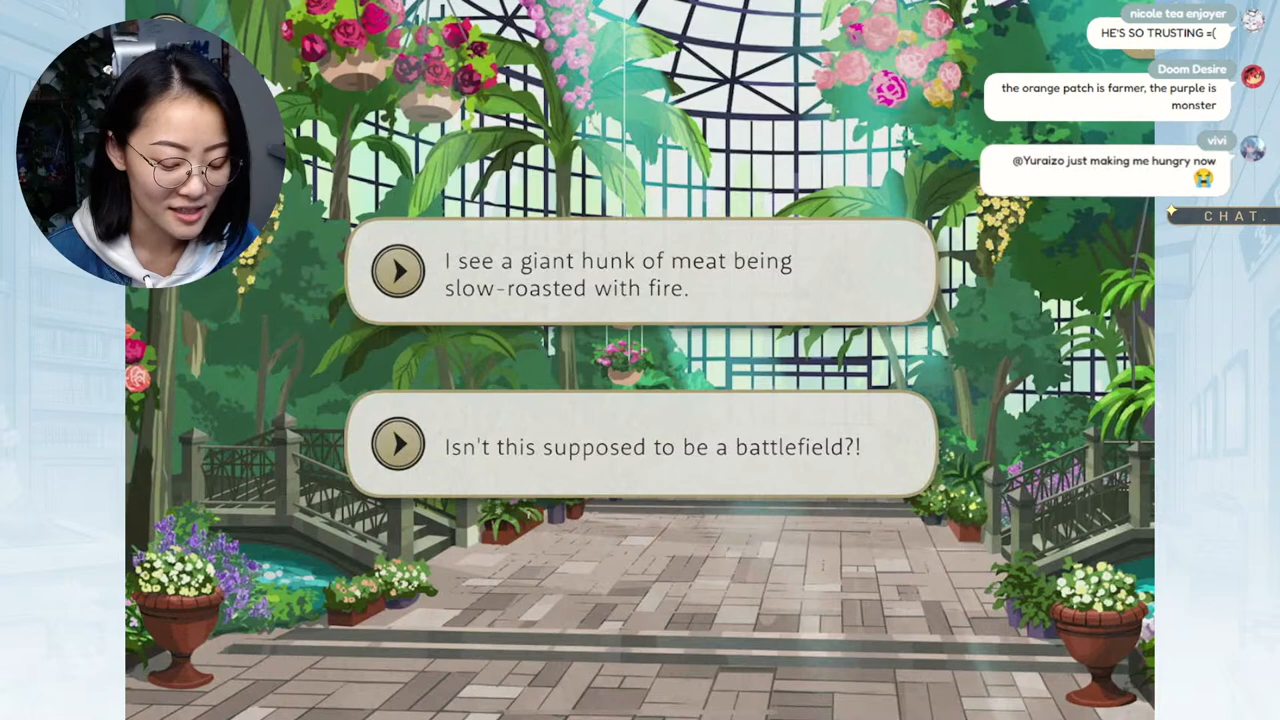 nicole tea enjoyer
HE'S SO TRUSTING =(
Doom Desire
the orange patch is farmer, the purple is
monster
vivi
@Yuraizo just making me hungry now
😭
CHAT.
I see a giant hunk of meat being
slow-roasted with fire.
Isn't this supposed to be a battlefield?!